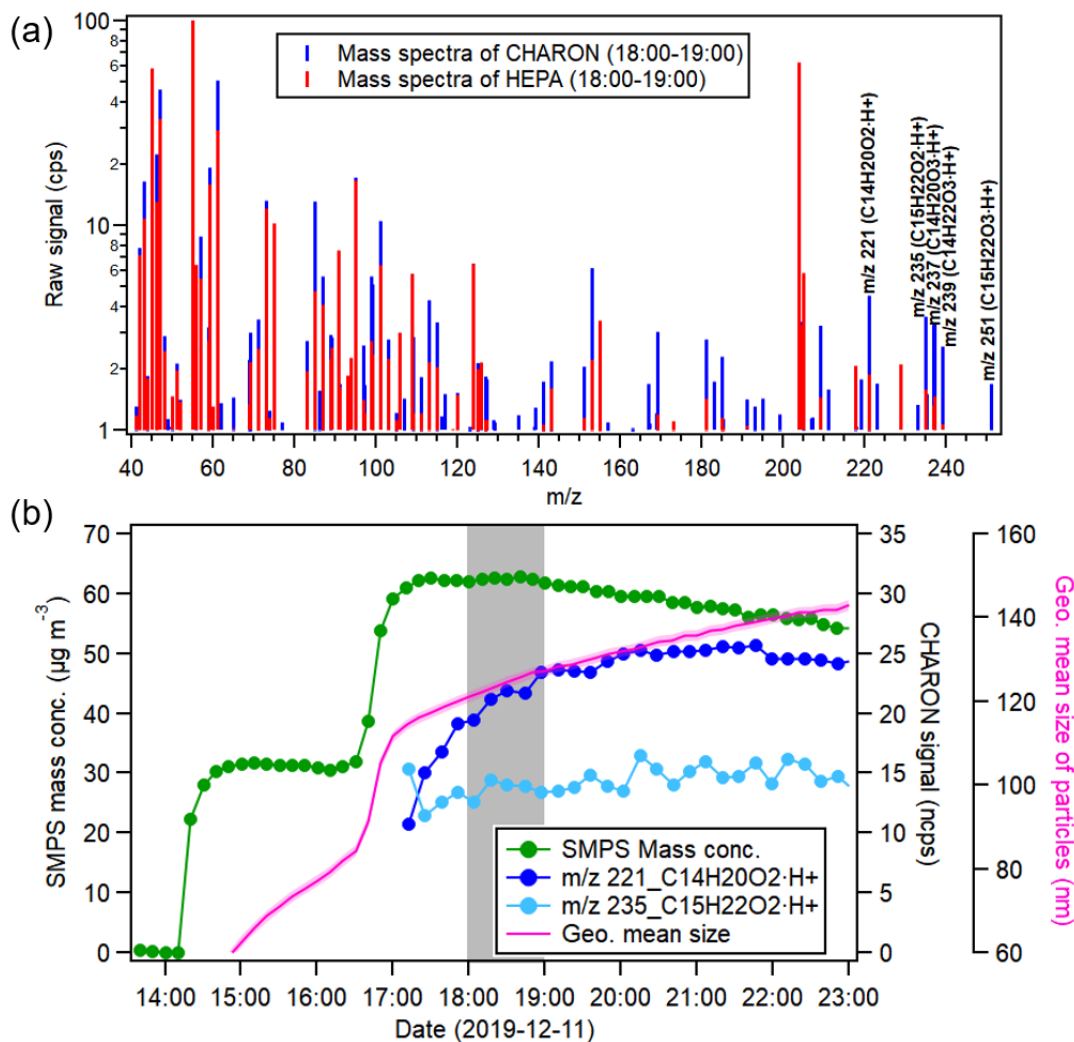 (a)
100
8
6
4
2
10
8
6
4
2
1
Raw signal (cps)
Mass spectra of CHARON (18:00-19:00)
Mass spectra of HEPA (18:00-19:00)
m/z 221 (C14H20O2·H+)
m/z 235 (C15H22O2·H+)
m/z 237 (C14H20O3·H+)
m/z 239 (C14H22O3·H+)
m/z 251 (C15H22O3·H+)
40 60 80 100 120 140 160 180 200 220 240
m/z
(b)
70
60
50
40
30
20
10
0
SMPS mass conc. (µg m-3)
35
30
25
20
15
10
5
0
CHARON signal (ncps)
160
140
120
100
80
60
Geo. mean size of particles (nm)
SMPS Mass conc.
m/z 221_C14H20O2·H+
m/z 235_C15H22O2·H+
Geo. mean size
14:00 15:00 16:00 17:00 18:00 19:00 20:00 21:00 22:00 23:00
Date (2019-12-11)